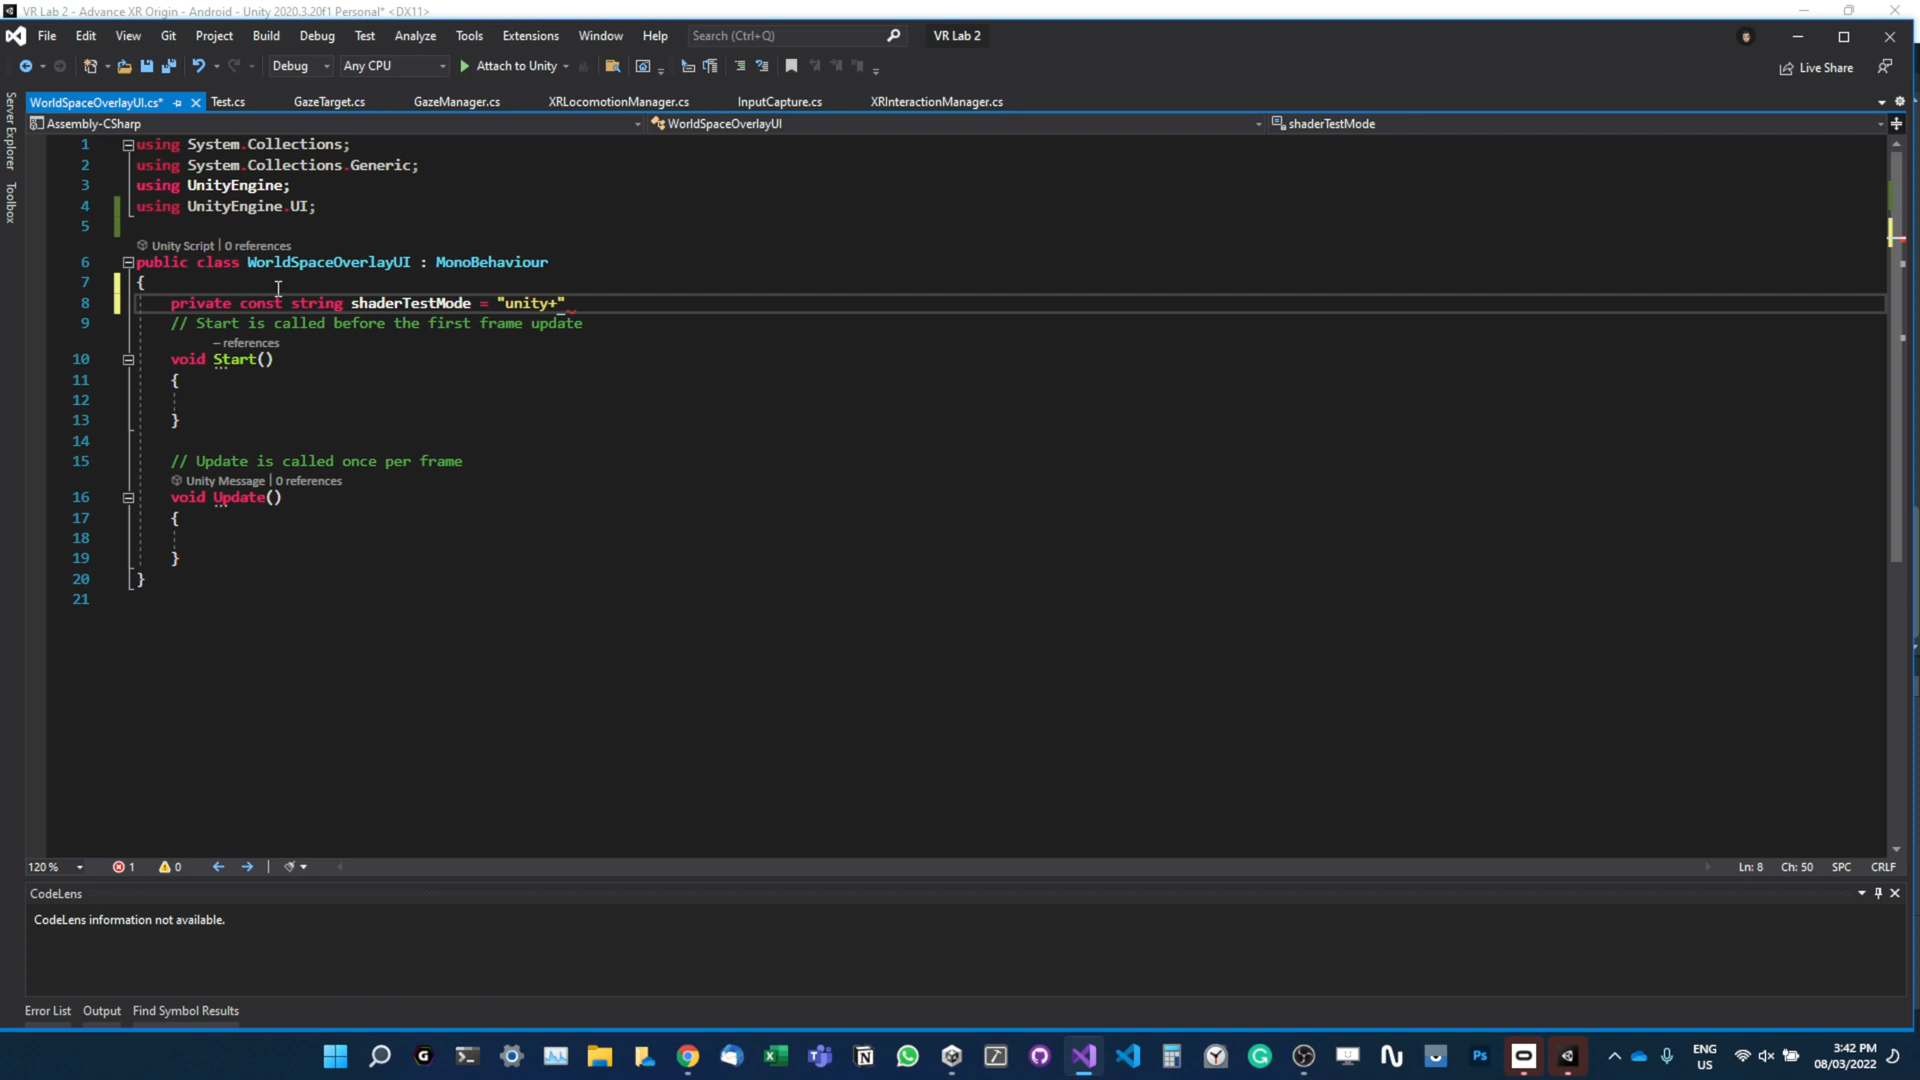 VR Lab 2 - Advance XR Origin - Android - Unity 2020.3.20f1 Personal* <DX11>
File Edit View Git Project Build Debug Test Analyze Tools Extensions Window Help Search (Ctrl+Q) VR Lab 2
Debug Any CPU Attach to Unity Live Share
Server Explorer
Toolbox
WorldSpaceOverlayUI.cs* Test.cs GazeTarget.cs GazeManager.cs XRLocomotionManager.cs InputCapture.cs XRInteractionManager.cs
Assembly-CSharp WorldSpaceOverlayUI shaderTestMode
1 using System.Collections;
2 using System.Collections.Generic;
3 using UnityEngine;
4 using UnityEngine.UI;
5
Unity Script | 0 references
6 public class WorldSpaceOverlayUI : MonoBehaviour
7 {
8 private const string shaderTestMode = "unity+"
9 // Start is called before the first frame update
– references
10 void Start()
11 {
12
13 }
14
15 // Update is called once per frame
Unity Message | 0 references
16 void Update()
17 {
18
19 }
20 }
21
120 % 1 0 Ln: 8 Ch: 50 SPC CRLF
CodeLens
CodeLens information not available.
Error List Output Find Symbol Results
ENG
US
3:42 PM
08/03/2022